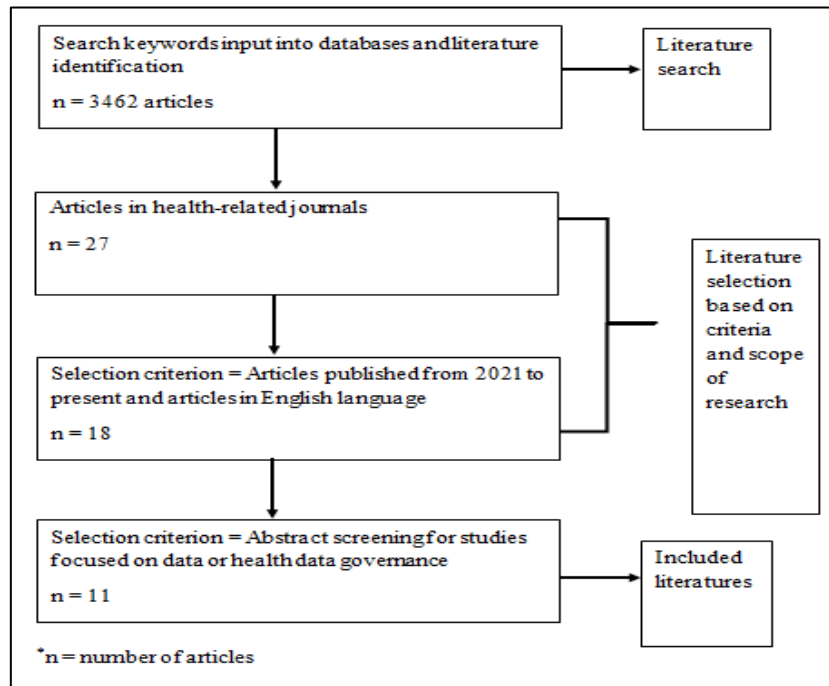 Search keywords input into databases and literature
identification
n = 3462 articles
Literature
search
Articles in health-related journals
n = 27
Literature
selection
based on
criteria
and scope
of
research
Selection criterion = Articles published from 2021 to
present and articles in English
language
n = 18
Selection criterion = Abstract screening for studies
focused on data or health data governance
n = 11
Included
literatures
*n = number of articles